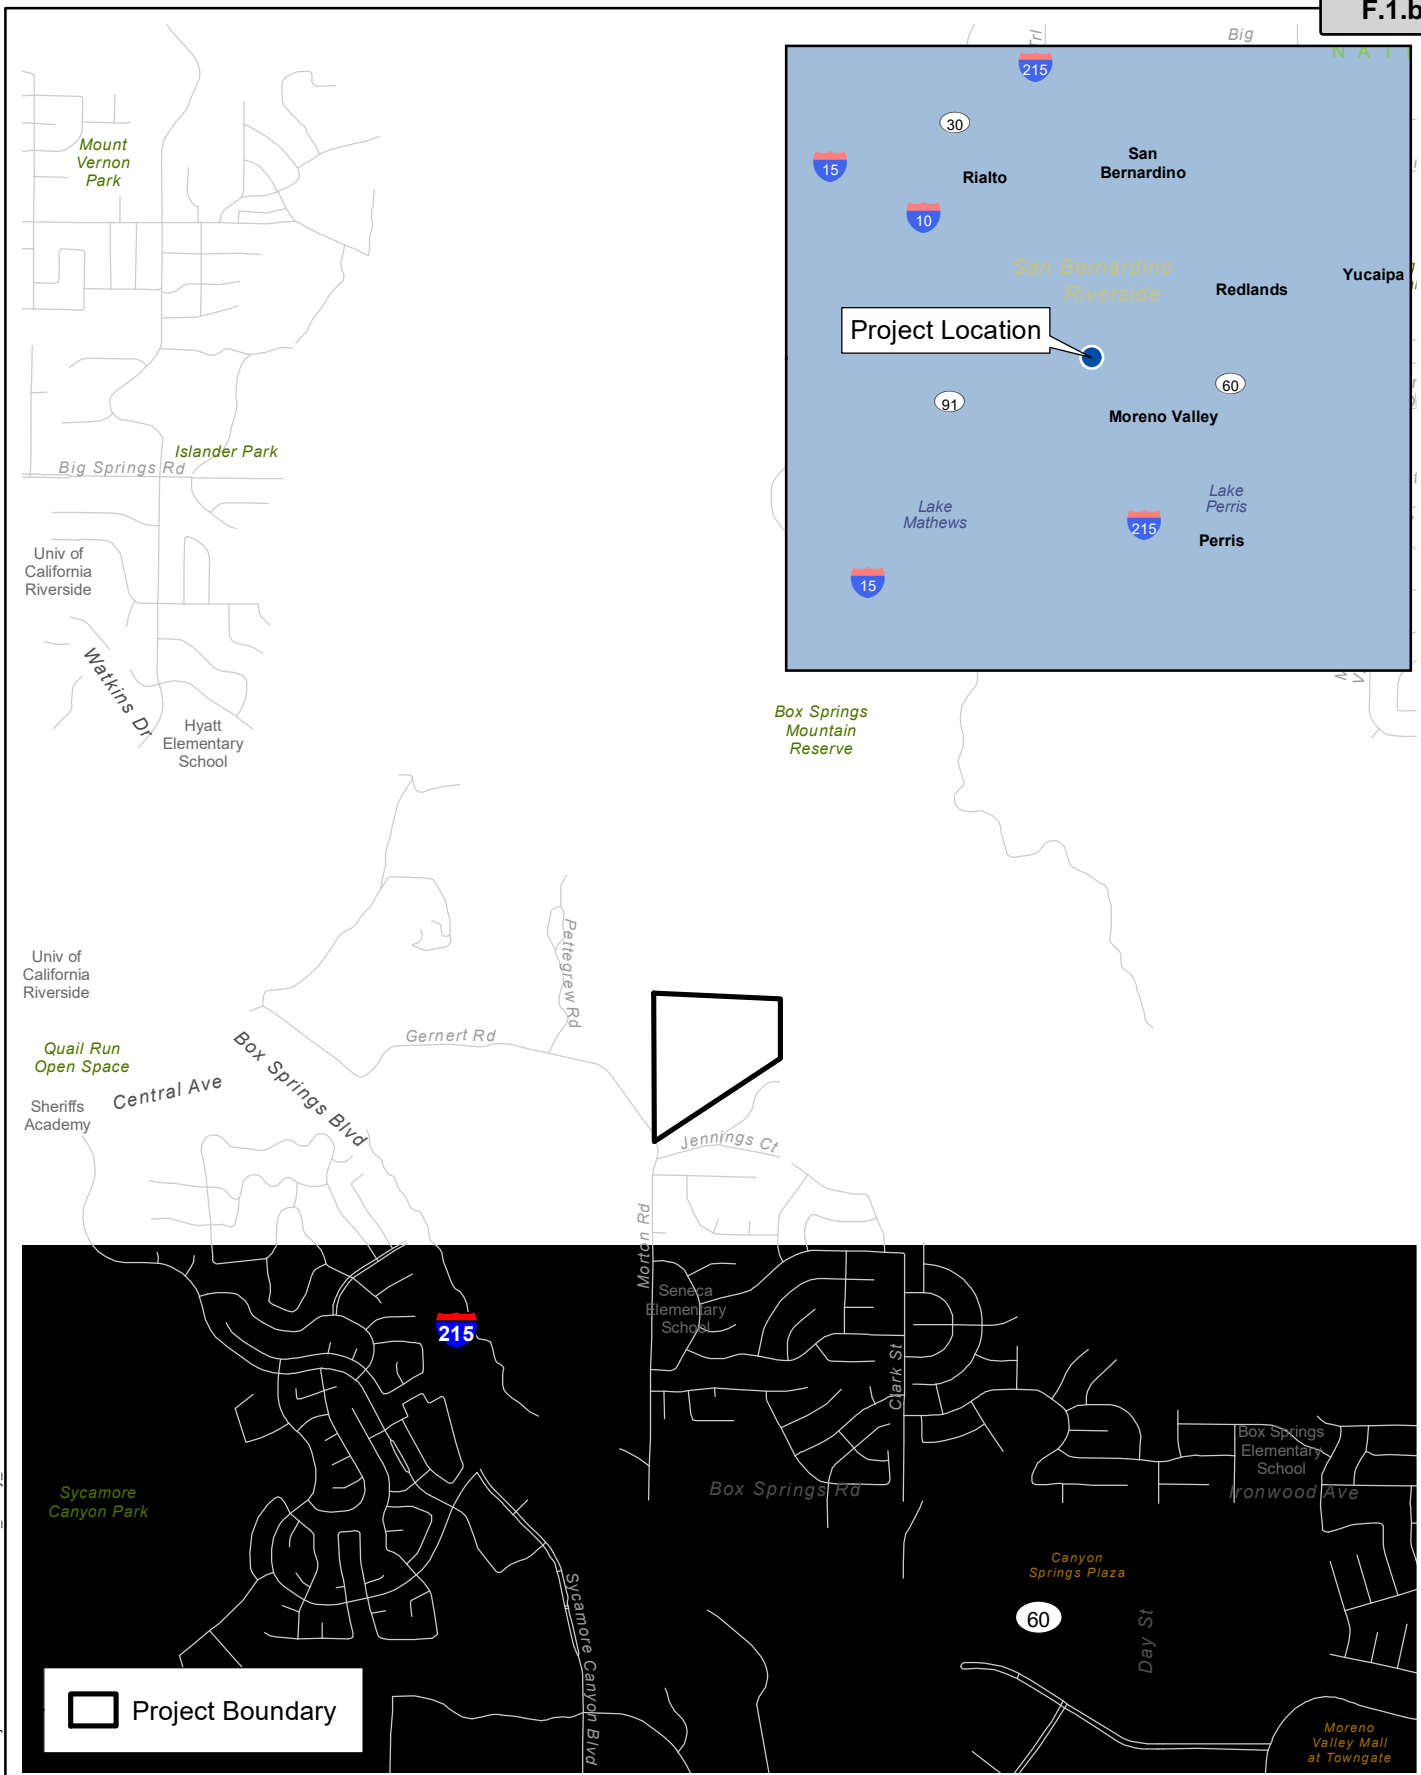 F.1.b
Big
Trl
NAT
215
30
San
Bernardino
15
Rialto
10
San Bernardino
Riverside
Yucaipa
Redlands
Project Location
60
91
Moreno Valley
Lake
Perris
Lake
Mathews
215
Perris
15
Mount
Vernon
Park
Islander Park
Big Springs Rd
Univ of
California
Riverside
Watkins Dr
Hyatt
Elementary
School
Box Springs
Mountain
Reserve
Pettegrew Rd
Univ of
California
Riverside
Gernert Rd
Quail Run
Open Space
Box Springs Blvd
Central Ave
Sheriffs
Academy
Jennings Ct
Morton Rd
Seneca
Elementary
School
215
Clark St
Box Springs
Elementary
School
Box Springs Rd
Ironwood Ave
Sycamore
Canyon Park
Canyon
Springs Plaza
60
Day St
Sycamore Canyon Blvd
Project Boundary
Moreno
Valley Mall
at Towngate